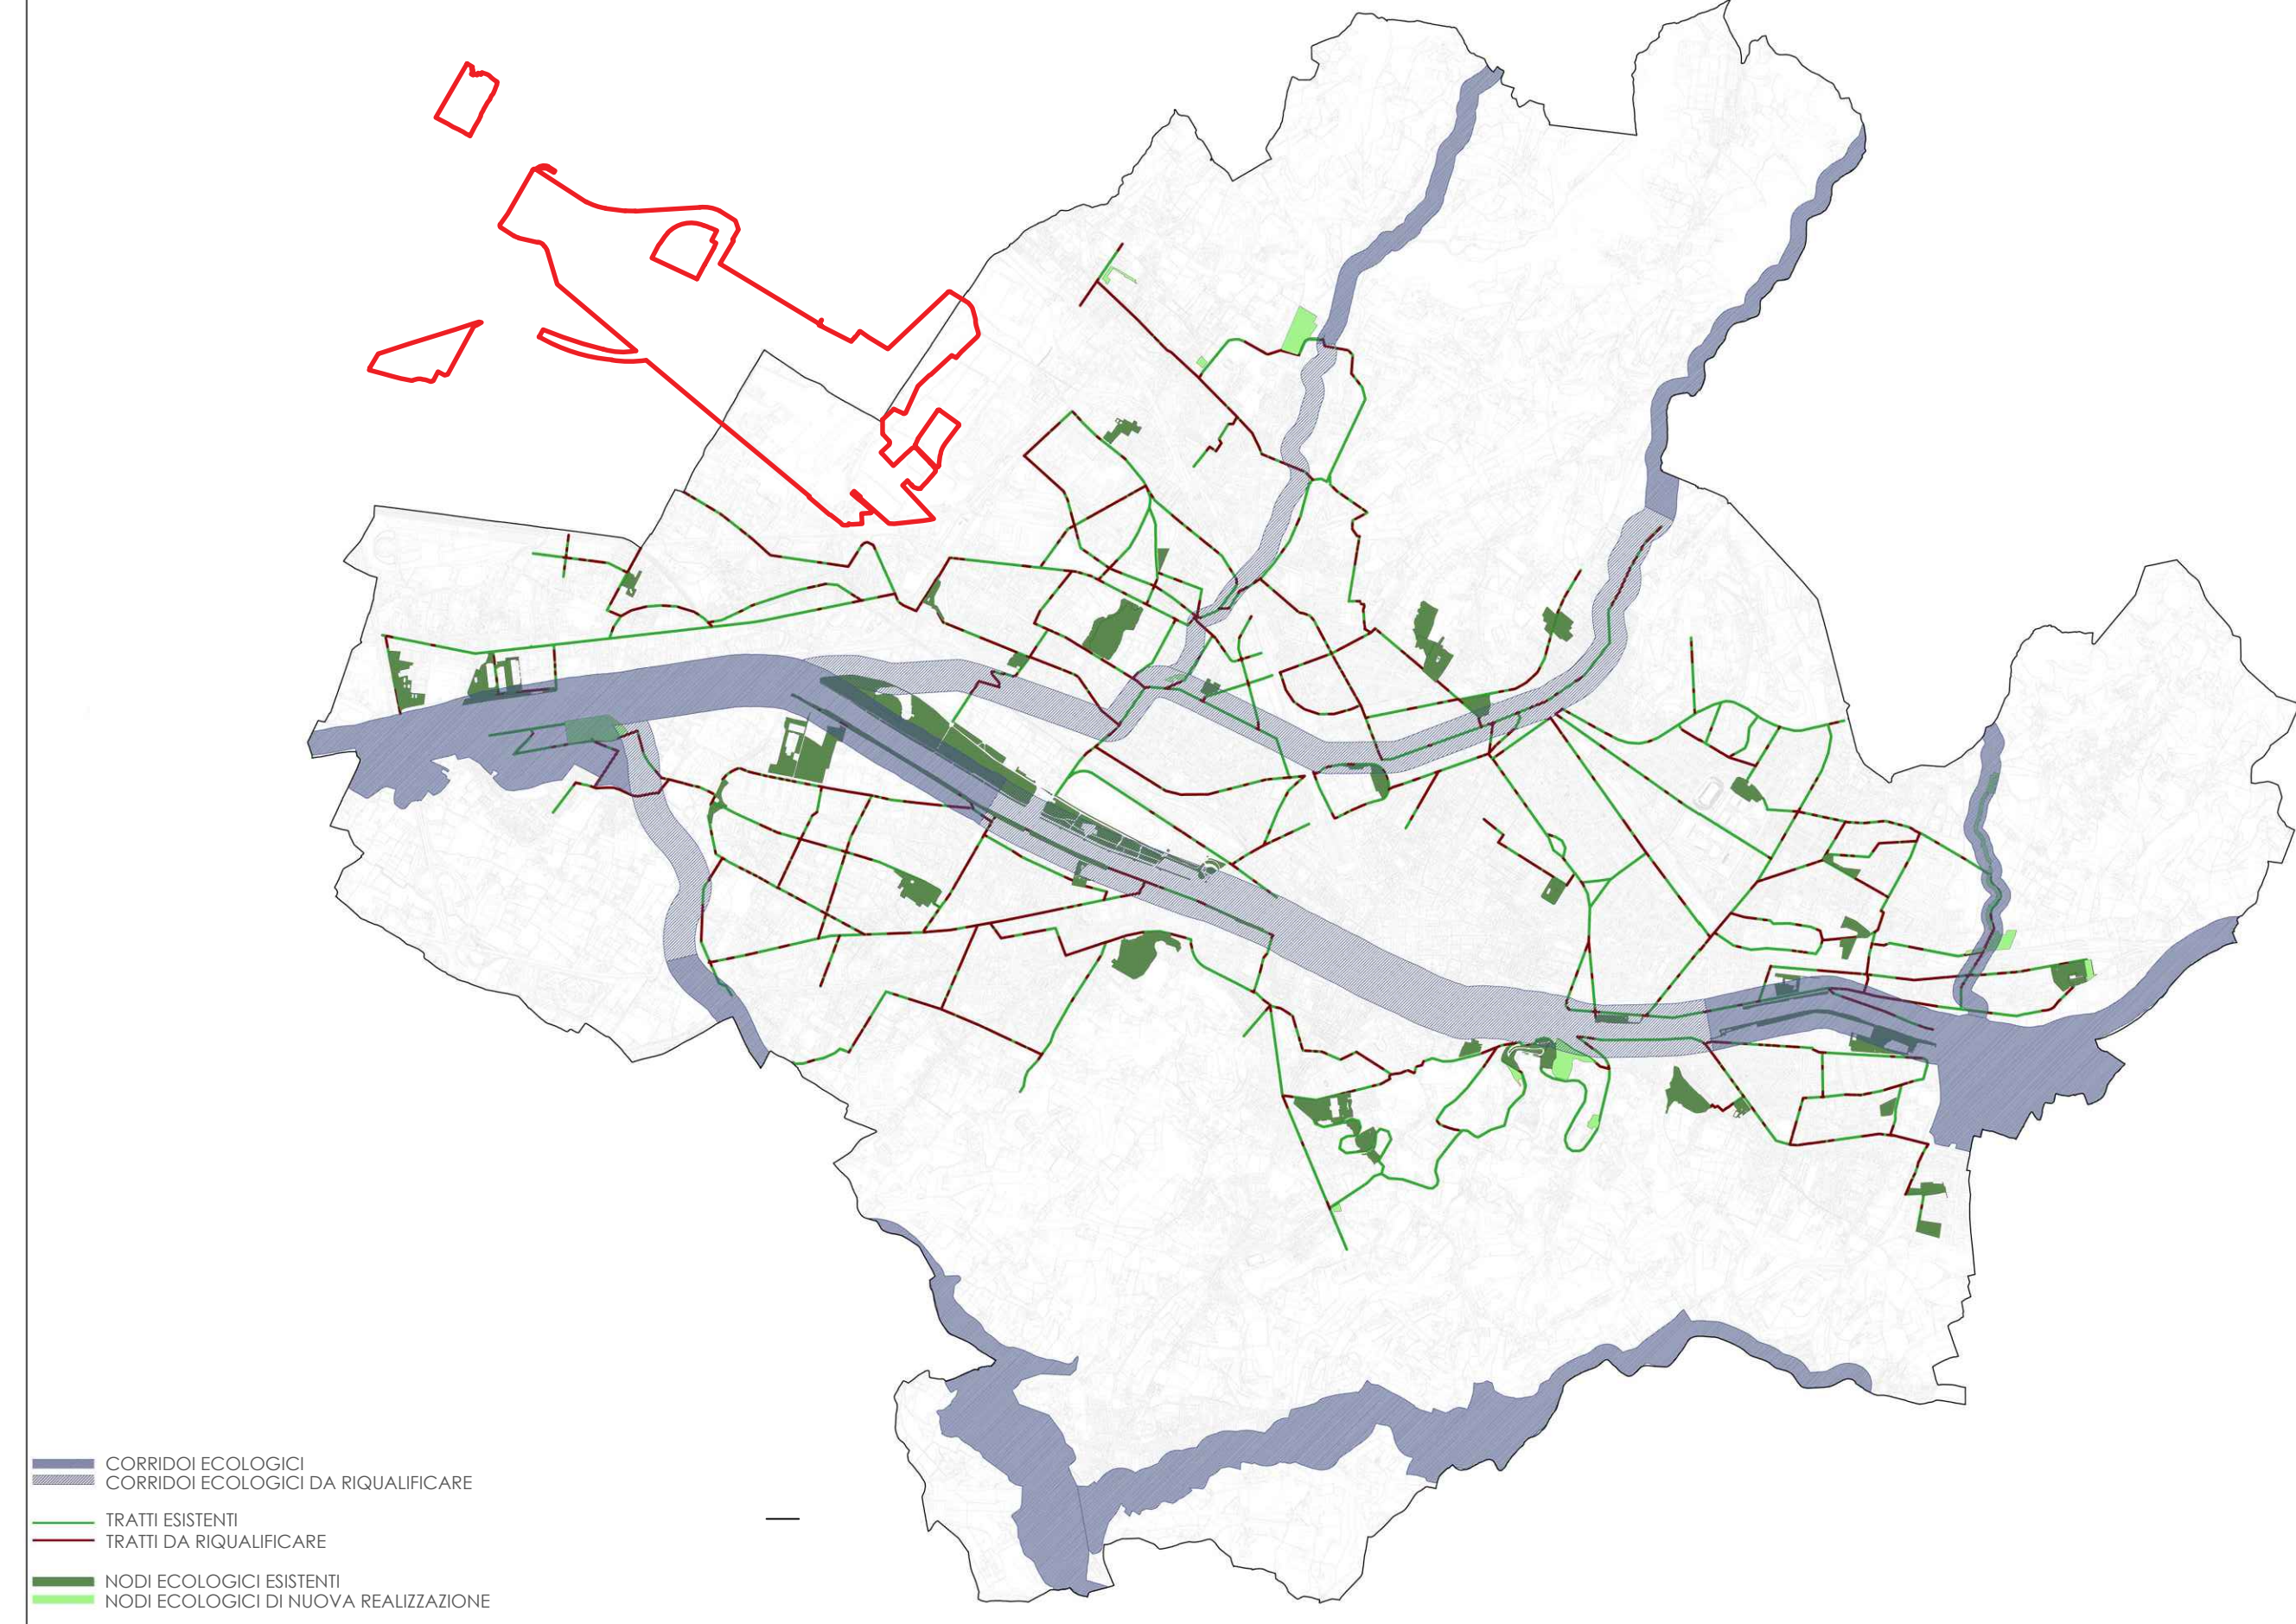 CORRIDOI ECOLOGICI
CORRIDOI ECOLOGICI DA RIQUALIFICARE
TRATTI ESISTENTI
TRATTI DA RIQUALIFICARE
NODI ECOLOGICI ESISTENTI
NODI ECOLOGICI DI NUOVA REALIZZAZIONE